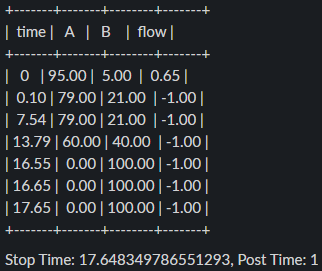 +-------+-------+-------+-------+
| time | A | B | flow |
+-------+-------+-------+-------+
| 0 | 95.00 | 5.00 | 0.65 |
| 0.10 | 79.00 | 21.00 | -1.00 |
| 7.54 | 79.00 | 21.00 | -1.00 |
| 13.79 | 60.00 | 40.00 | -1.00 |
| 16.55 | 0.00 | 100.00 | -1.00 |
| 16.65 | 0.00 | 100.00 | -1.00 |
| 17.65 | 0.00 | 100.00 | -1.00 |
+-------+-------+-------+-------+
Stop Time: 17.648349786551293, Post Time: 1